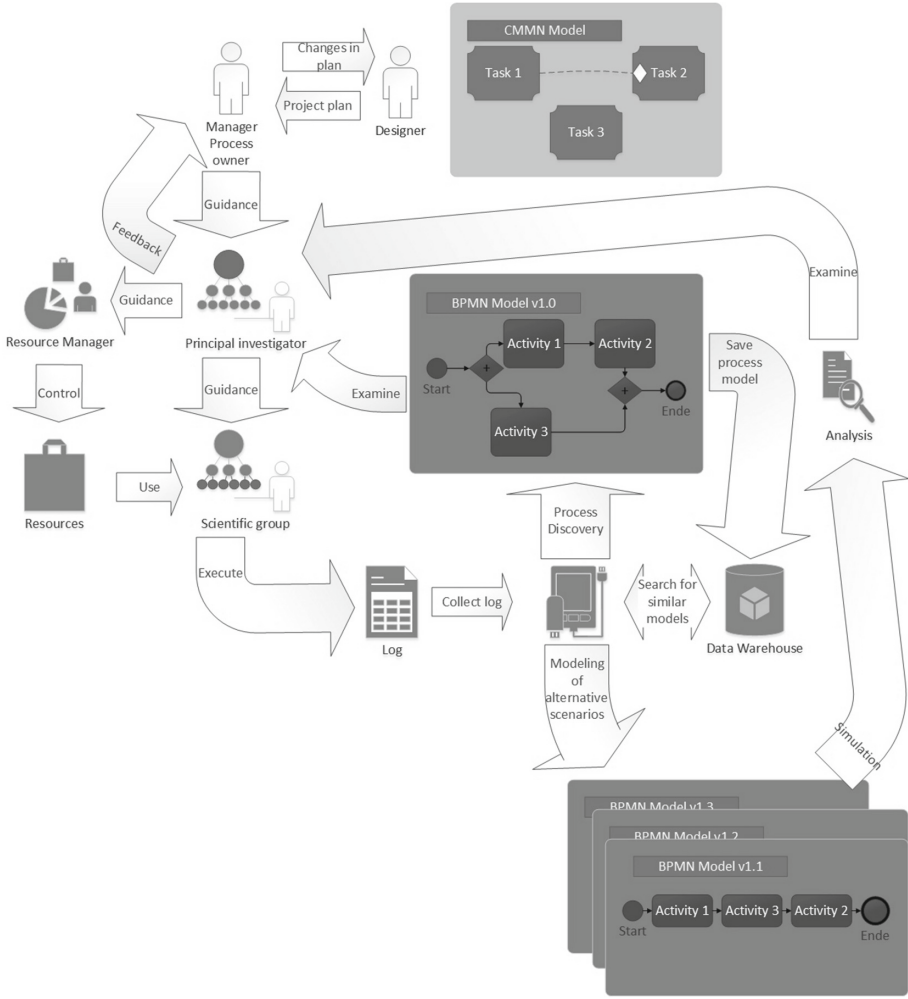 CMMN Model
Task 1
Task 2
Task 3
Changes in
plan
Project plan
Manager
Process
owner
Designer
Guidance
Feedback
Guidance
Resource Manager
Principal investigator
Examine
BPMN Model v1.0
Activity 1
Activity 2
Start
Ende
Activity 3
Save
process
model
Examine
Analysis
Control
Guidance
Resources
Use
Scientific group
Execute
Process
Discovery
Log
Collect log
Search for
similar
models
Data Warehouse
Modeling
of
alternative
scenarios
Simulation
BPMN Model v1.3
BPMN Model v1.2
BPMN Model v1.1
Start
Activity 1
Activity 3
Activity 2
Ende